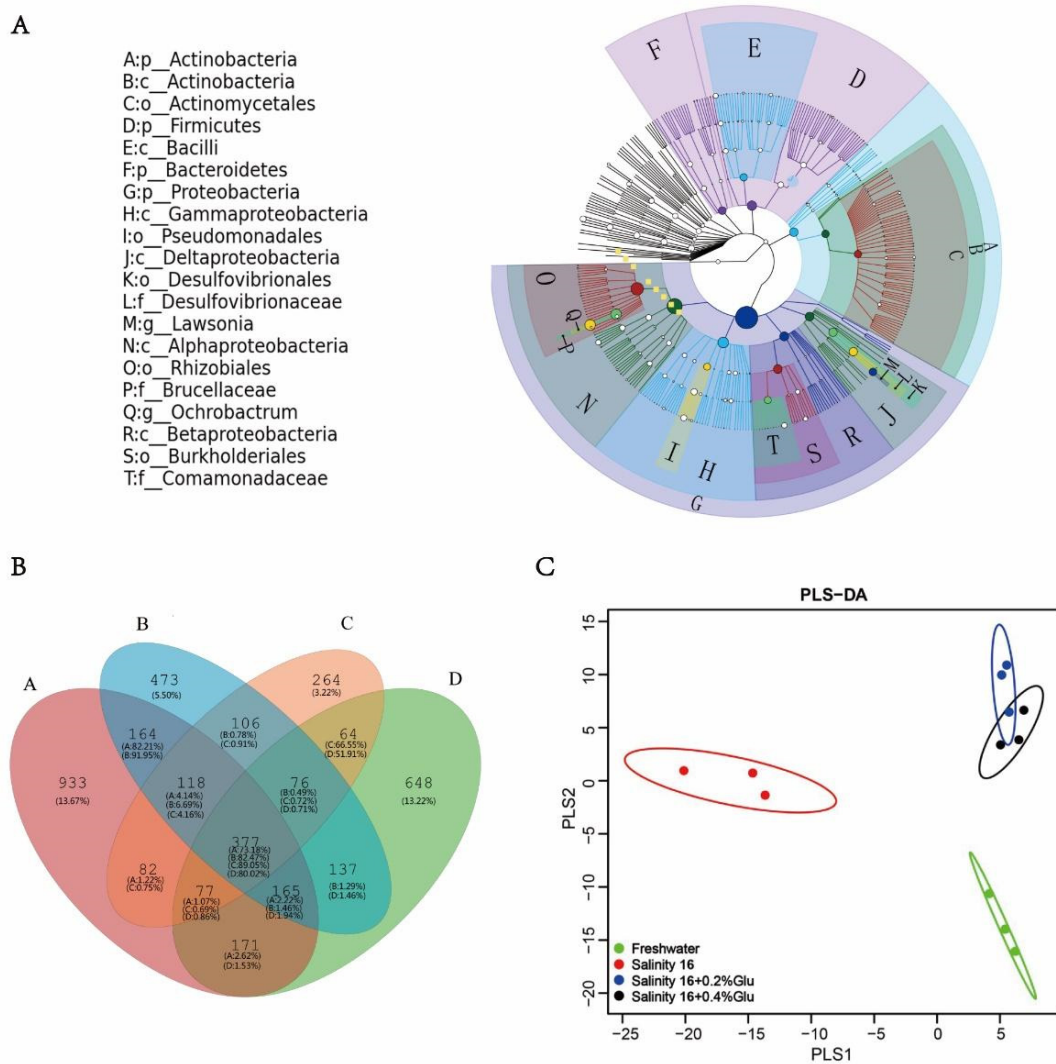 A
A:p__Actinobacteria
B:c__Actinobacteria
C:o__Actinomycetales
D:p__Firmicutes
E:c__Bacilli
F:p__Bacteroidetes
G:p__Proteobacteria
H:c__Gammaproteobacteria
I:o__Pseudomonadales
J:c__Deltaproteobacteria
K:o__Desulfovibrionales
L:f__Desulfovibrionaceae
M:g__Lawsonia
N:c__Alphaproteobacteria
O:o__Rhizobiales
P:f__Brucellaceae
Q:g__Ochrobactrum
R:c__Betaproteobacteria
S:o__Burkholderiales
T:f__Comamonadaceae
F
E
D
A
B
C
O
Q
P
N
I
H
G
T
S
R
J
M
L
K
B
A
B
C
D
473
(5.50%)
264
(3.22%)
164
(A:82.21%)
(B:91.95%)
106
(B:0.78%)
(C:0.91%)
64
(C:66.55%)
(D:51.91%)
933
(13.67%)
118
(A:4.14%)
(B:6.69%)
(C:4.16%)
76
(B:0.49%)
(C:0.72%)
(D:0.71%)
648
(13.22%)
377
(A:73.18%)
(B:82.47%)
(C:89.05%)
(D:80.02%)
82
(A:1.22%)
(C:0.75%)
77
(A:1.07%)
(C:0.69%)
(D:0.86%)
165
(A:2.22%)
(B:1.46%)
(D:1.94%)
137
(B:1.29%)
(D:1.46%)
171
(A:2.62%)
(D:1.53%)
C
PLS-DA
PLS2
15
10
5
0
-5
-10
-15
-20
Freshwater
Salinity 16
Salinity 16+0.2%Glu
Salinity 16+0.4%Glu
-25
-20
-15
-10
-5
0
5
PLS1